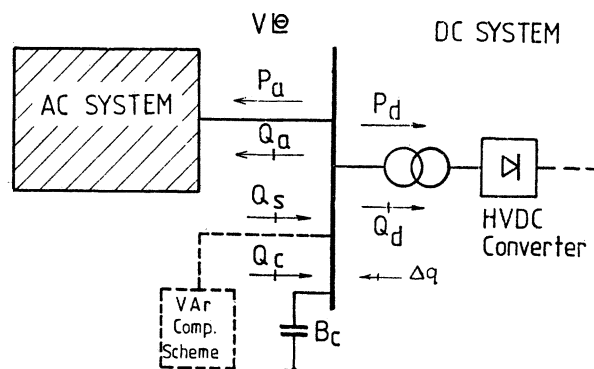 V∠Θ
DC SYSTEM
AC SYSTEM
Pa
Pd
Qa
Qs
Qd
Qc
HVDC
Converter
Δq
VAr
Comp.
Scheme
Bc